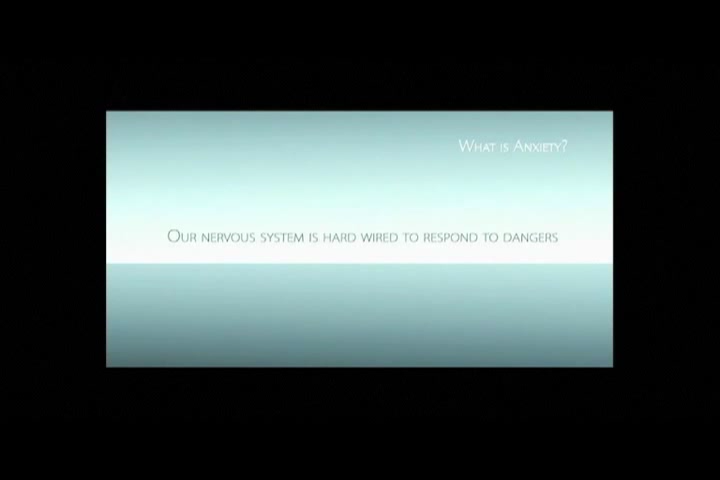 What is Anxiety?
Our nervous system is hard wired to respond to dangers